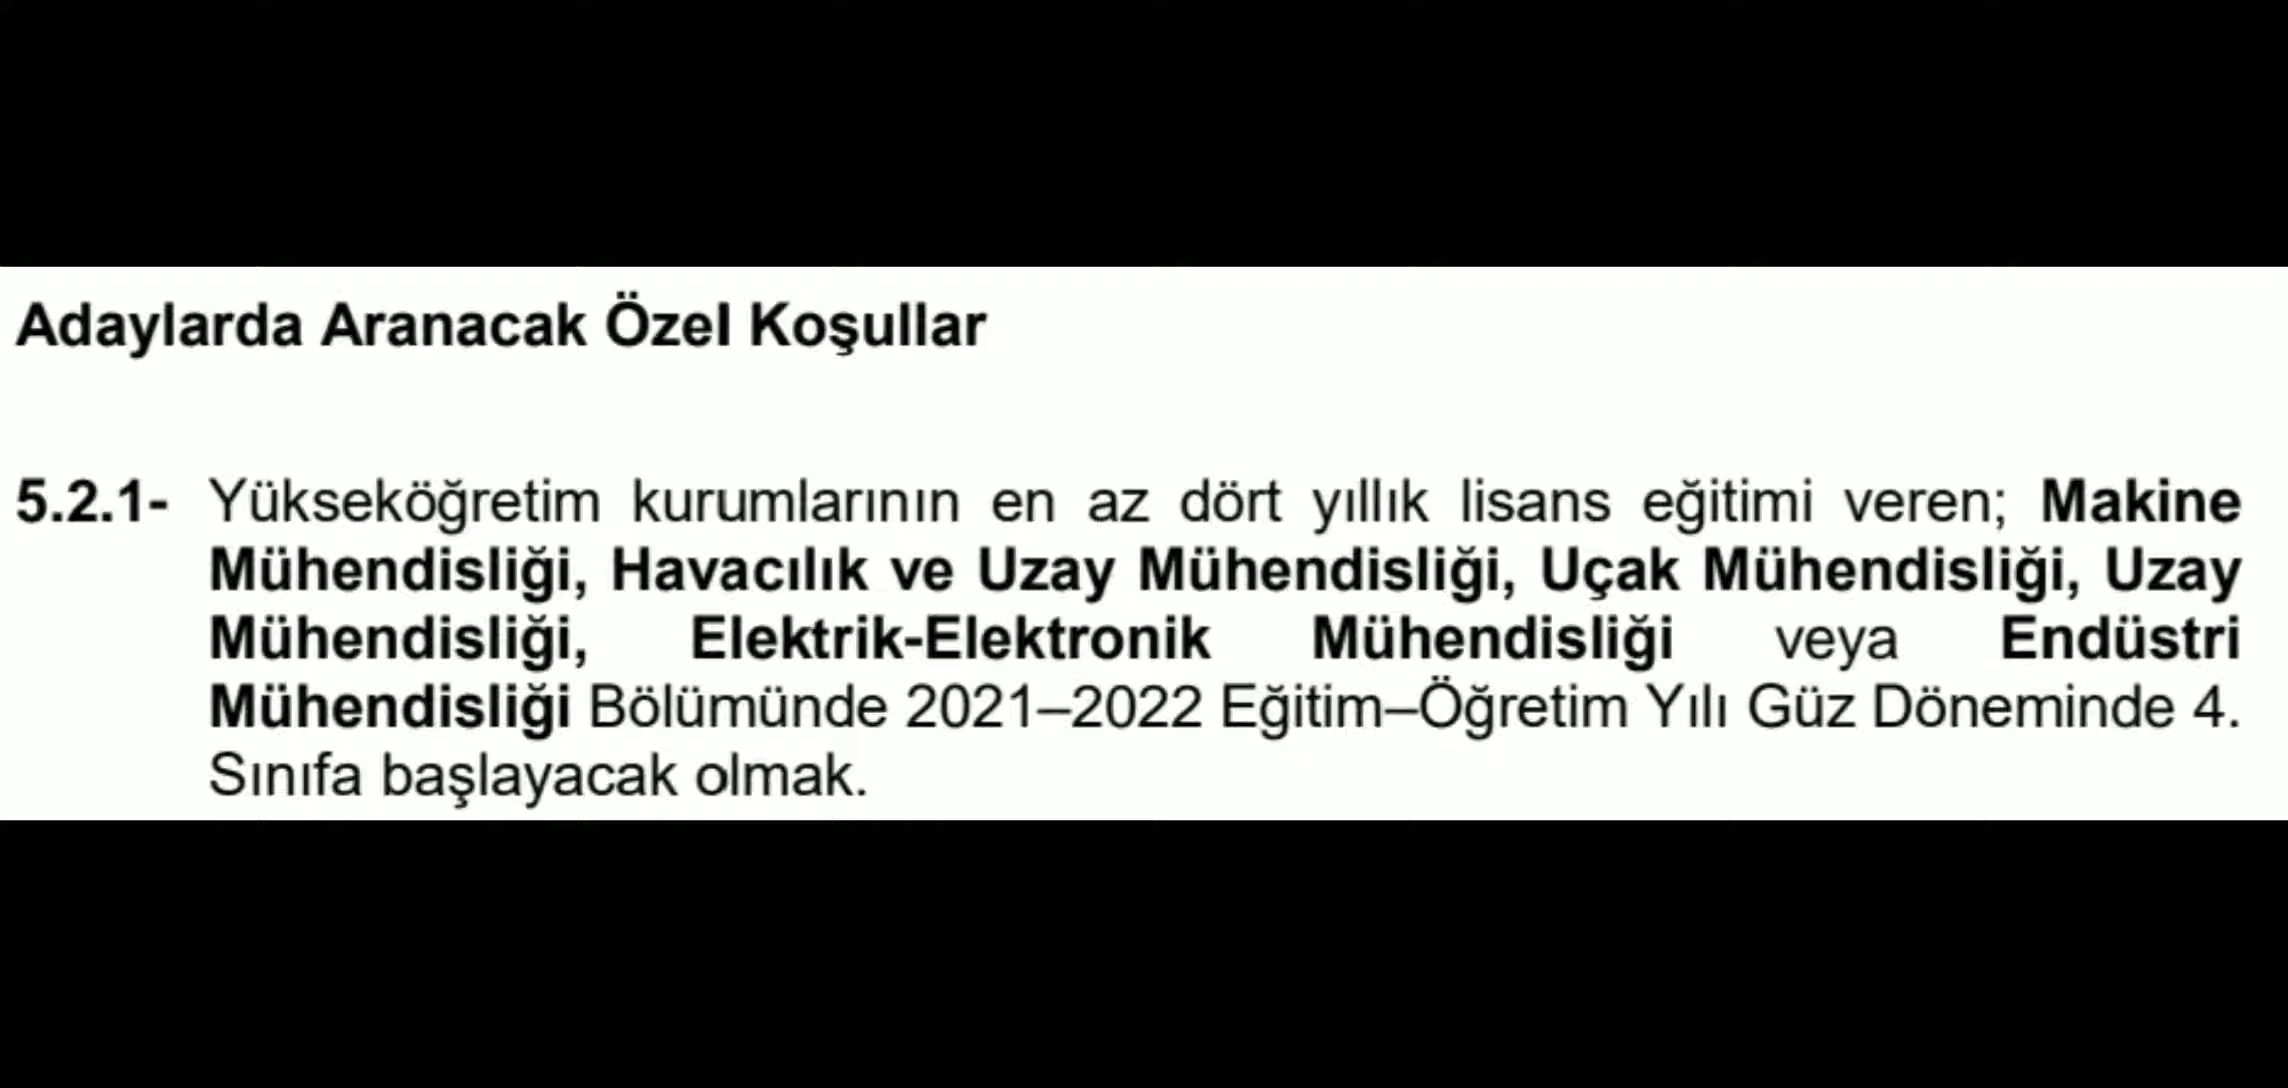 Adaylarda Aranacak Özel Koşullar
5.2.1- Yükseköğretim kurumlarının en az dört yıllık lisans eğitimi veren; Makine
Mühendisliği, Havacılık ve Uzay Mühendisliği, Uçak Mühendisliği, Uzay
Mühendisliği, Elektrik-Elektronik Mühendisliği veya Endüstri
Mühendisliği Bölümünde 2021–2022 Eğitim–Öğretim Yılı Güz Döneminde 4.
Sınıfa başlayacak olmak.